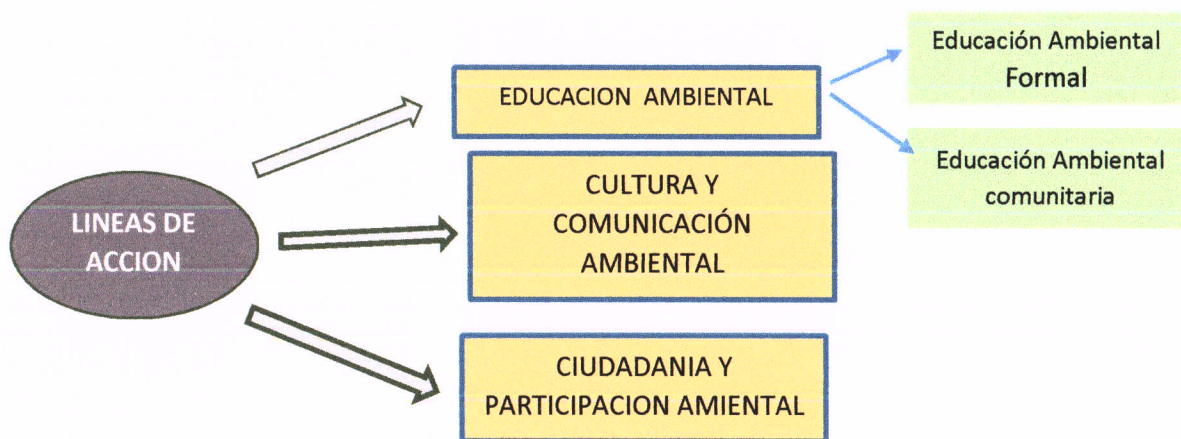 LINEAS DE
ACCION
EDUCACION AMBIENTAL
Educación Ambiental
Formal
Educación Ambiental
comunitaria
CULTURA Y
COMUNICACIÓN
AMBIENTAL
CIUDADANIA Y
PARTICIPACION AMIENTAL